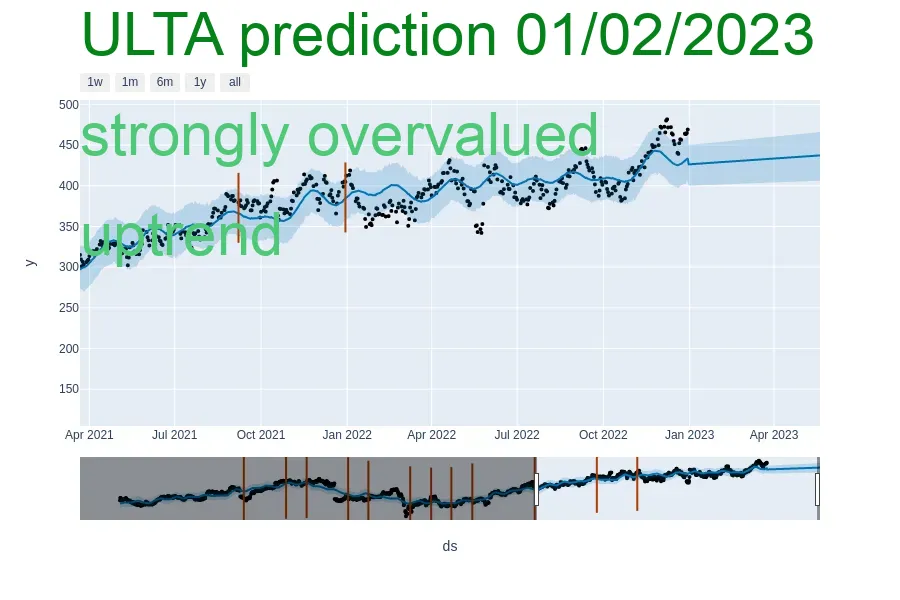 ULTA prediction 01/02/2023
1w 1m 6m 1y all
strongly overvalued
uptrend
500
450
400
350
300
250
200
150
y
Apr 2021 Jul 2021 Oct 2021 Jan 2022 Apr 2022 Jul 2022 Oct 2022 Jan 2023 Apr 2023
ds